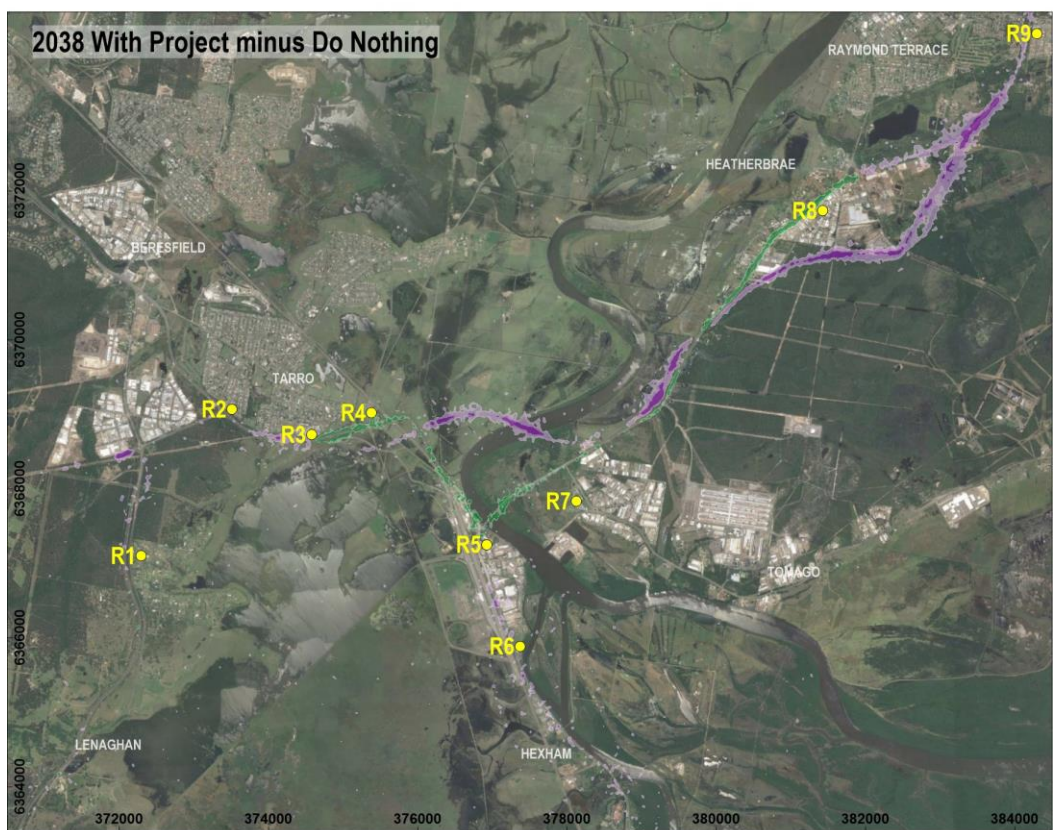 2038 With Project minus Do Nothing
R9
RAYMOND TERRACE
HEATHERBRAE
6372000
R8
BERESFIELD
6370000
TARRO
R2
R4
R3
6368000
R7
R5
R1
TOMAGO
6366000
R6
LENAGHAN
HEXHAM
6364000
372000 374000 376000 378000 380000 382000 384000